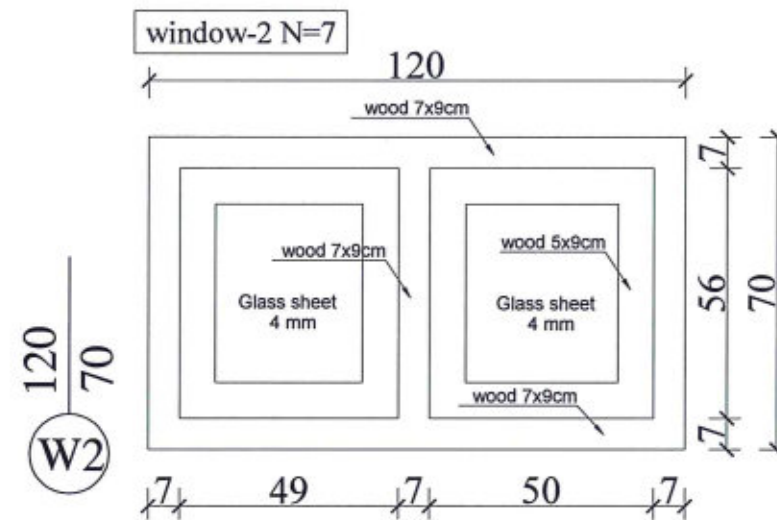 window-2 N=7
120
wood 7x9cm
7
wood 7x9cm
wood 5x9cm
Glass sheet
4 mm
Glass sheet
4 mm
56
70
120
70
wood 7x9cm
7
W2
7
49
7
50
7